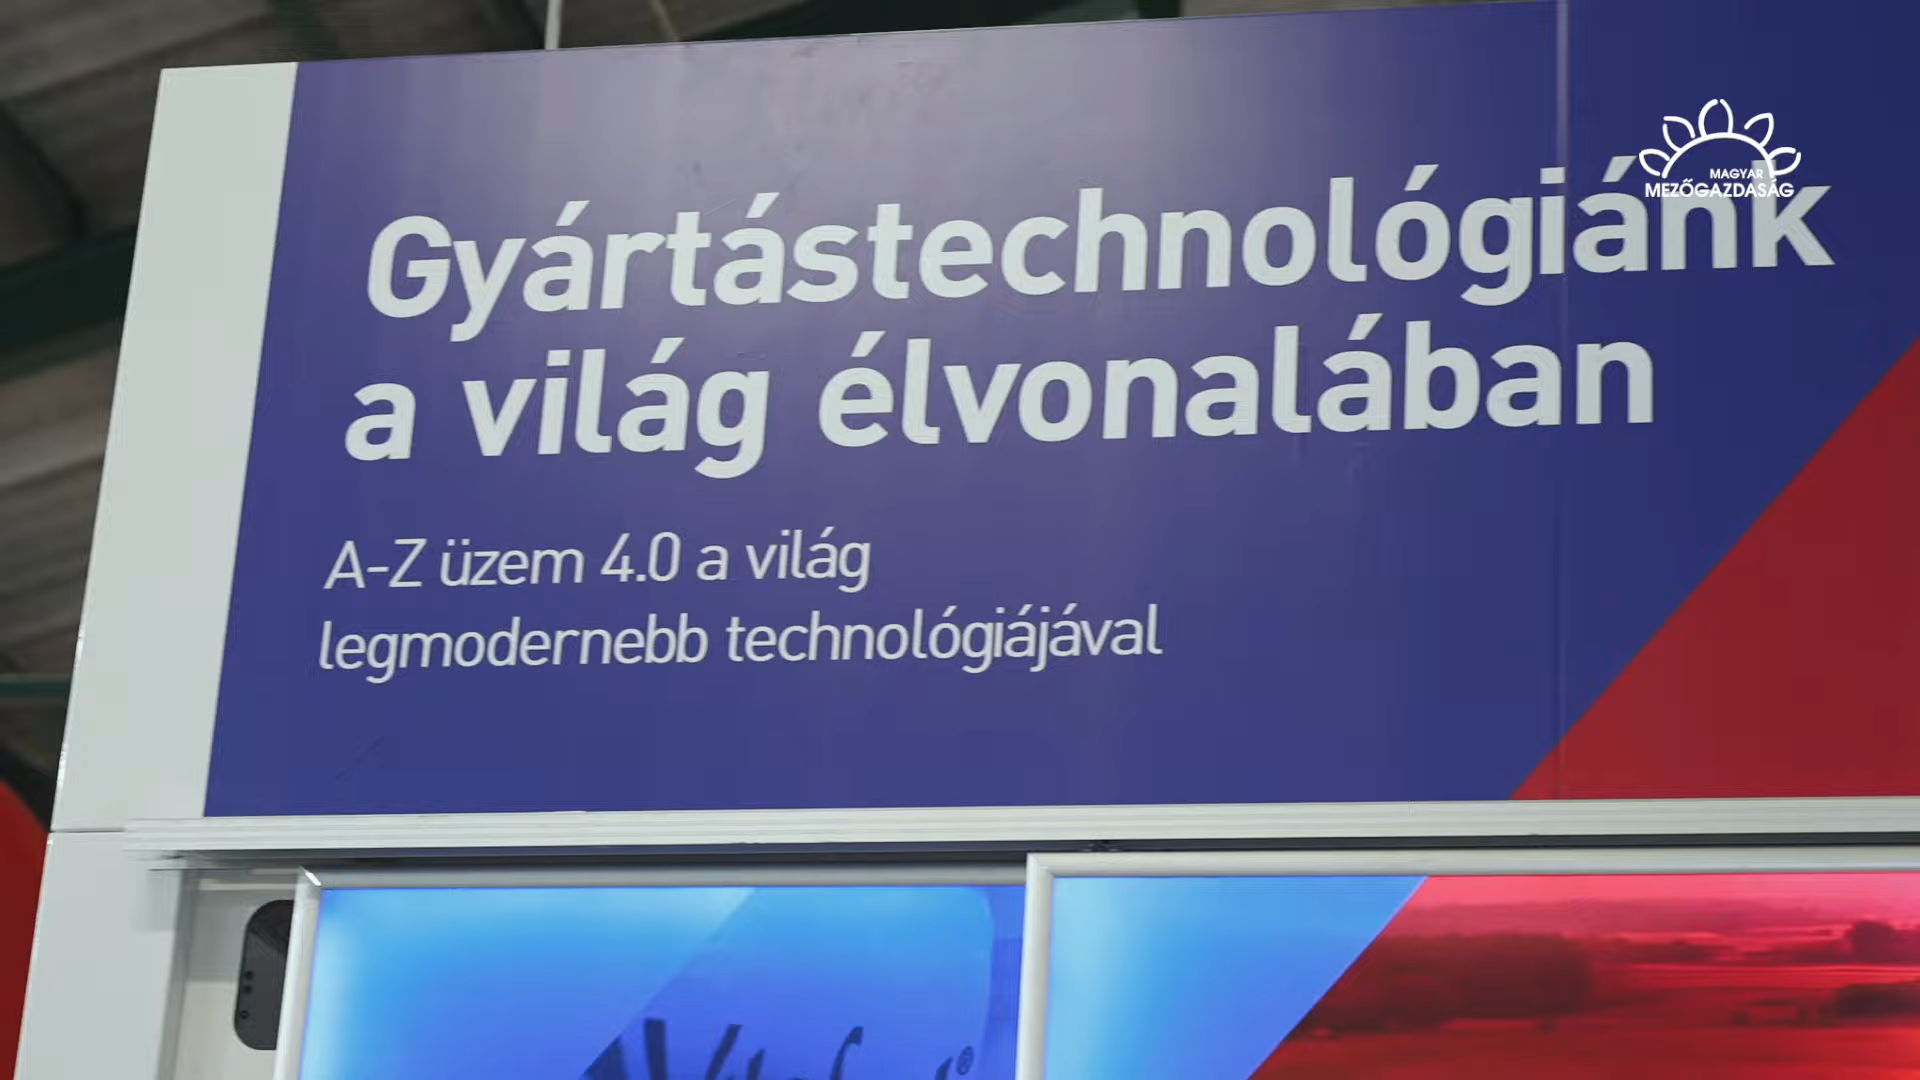 MAGYAR
MEZŐGAZDASÁG
Gyártástechnológiánk
a világ élvonalában
A-Z üzem 4.0 a világ
legmodernebb technológiájával